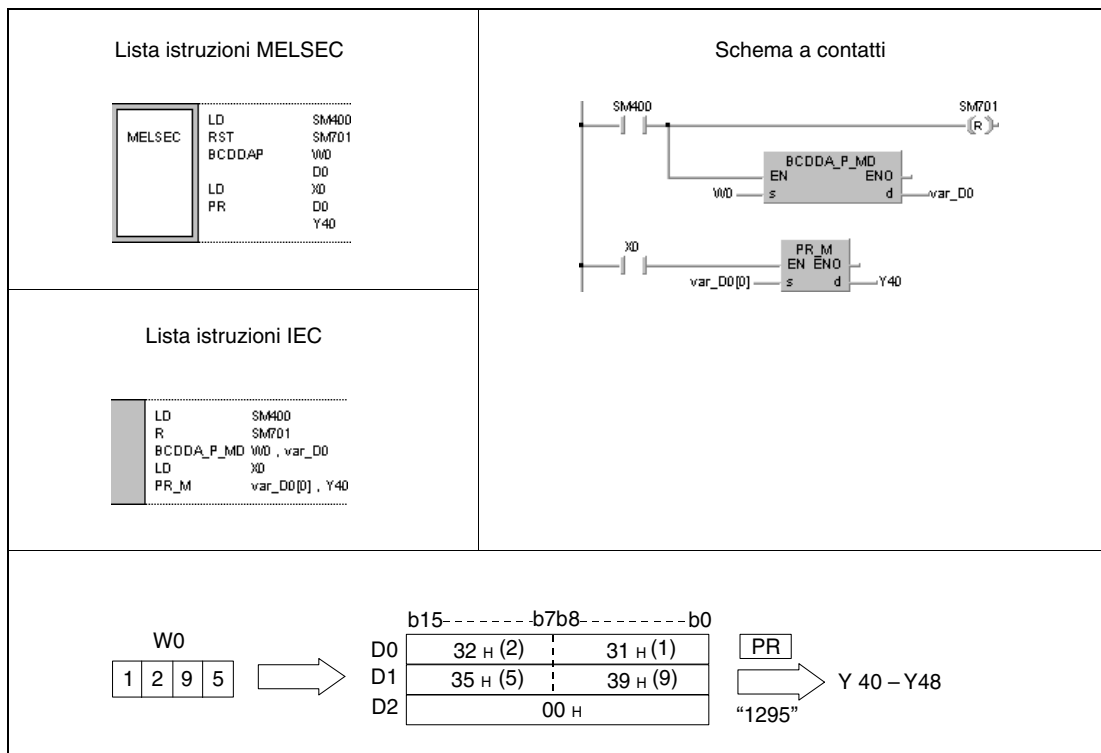 Lista istruzioni MELSEC
MELSEC
LD SM400
RST SM701
BCDDAP W0
D0
LD X0
PR D0
Y40
Schema a contatti
SM400 SM701
R
BCDDA_P_MD
EN ENO
W0 s d var_D0
X0
PR_M
EN ENO
var_D0[0] s d Y40
Lista istruzioni IEC
LD SM400
R SM701
BCDDA_P_MD W0 , var_D0
LD X0
PR_M var_D0[0] , Y40
b15-------b7b8---------b0
W0
1 2 9 5
D0 32 H (2) 31 H (1)
D1 35 H (5) 39 H (9)
D2 00 H
PR
Y 40 – Y48
“1295”